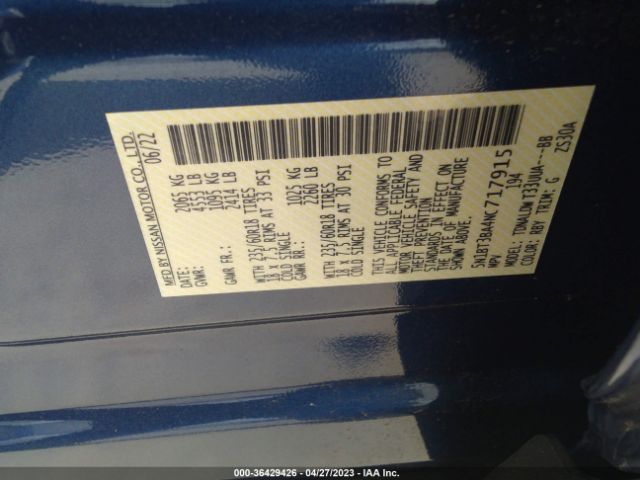 MFD BY NISSAN MOTOR CO., LTD.
DATE: 06/22
GVWR: 2065 KG
4553 LB
GAWR FR.: 1095 KG
2414 LB
WITH 235/60R18 TIRES
18 x 7.5 RIMS AT 33 PSI
COLD SINGLE
GAWR RR.: 1025 KG
2260 LB
WITH 235/60R18 TIRES
18 x 7.5 RIMS AT 30 PSI
COLD SINGLE
THIS VEHICLE CONFORMS TO
ALL APPLICABLE FEDERAL
MOTOR VEHICLE SAFETY AND
THEFT PREVENTION
STANDARDS IN EFFECT ON
THE DATE OF MANUFACTURE
SHOWN ABOVE.
5N1BT3BA4NC717915
MPV 194
MODEL:
COLOR: RBY TRIM: G ZS30A
000-36429426 - 04/27/2023 - IAA Inc.